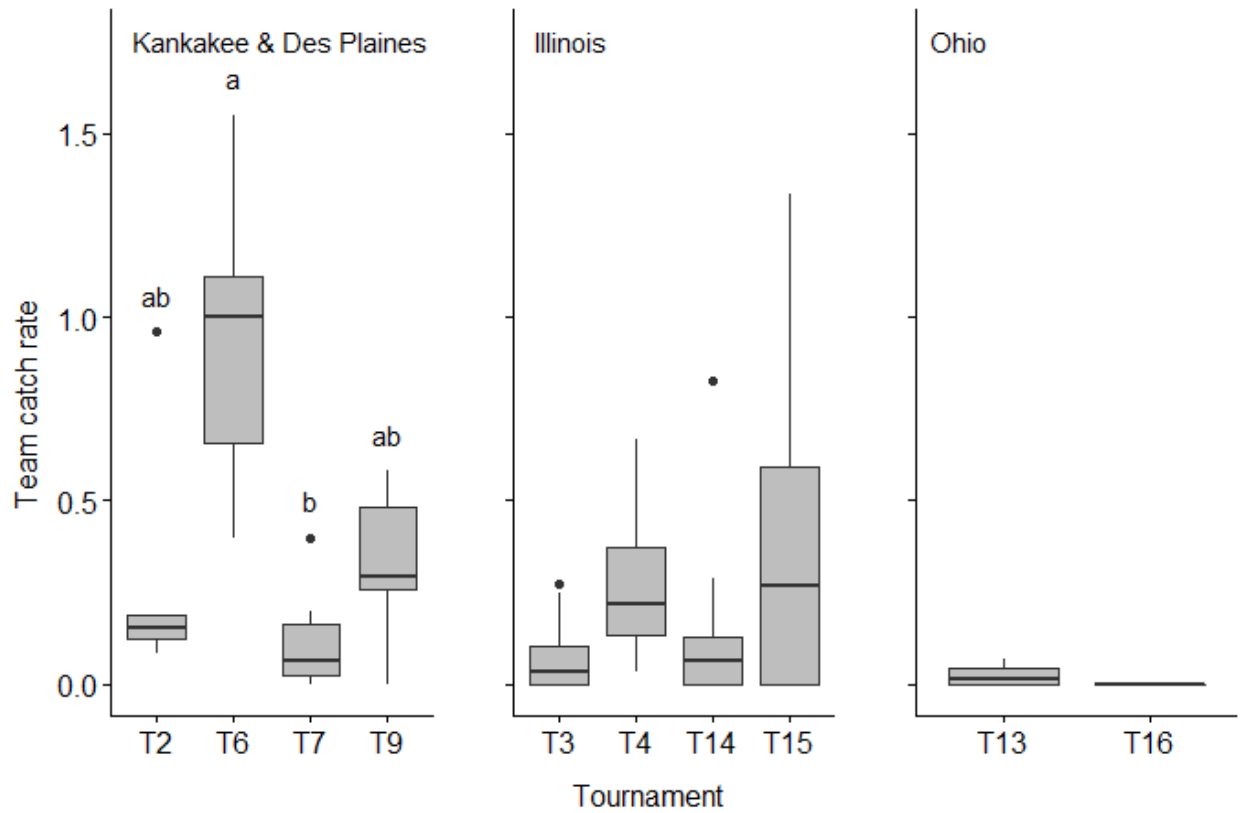 Kankakee & Des Plaines
Illinois
Ohio
a
ab
b
ab
Team catch rate
1.5
1.0
0.5
0.0
T2 T6 T7 T9
T3 T4 T14 T15
T13 T16
Tournament